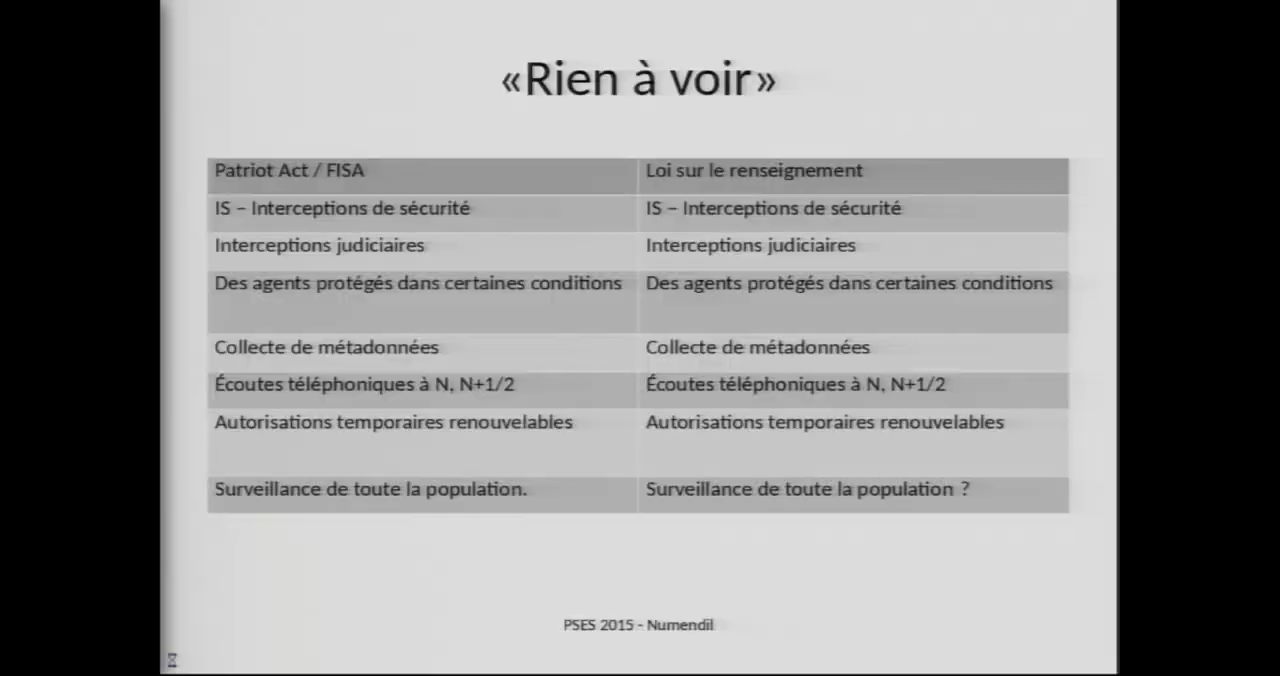 «Rien à voir»
Patriot Act / FISA
Loi sur le renseignement
IS – Interceptions de sécurité
IS – Interceptions de sécurité
Interceptions judiciaires
Interceptions judiciaires
Des agents protégés dans certaines conditions
Des agents protégés dans certaines conditions
Collecte de métadonnées
Collecte de métadonnées
Écoutes téléphoniques à N, N+1/2
Écoutes téléphoniques à N, N+1/2
Autorisations temporaires renouvelables
Autorisations temporaires renouvelables
Surveillance de toute la population.
Surveillance de toute la population ?
PSES 2015 - Numendil